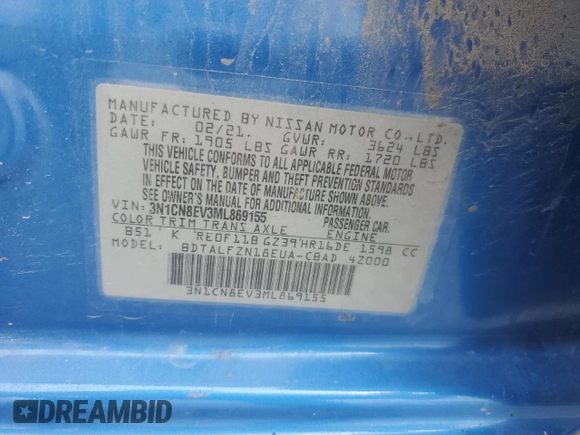 MANUFACTURED BY NISSAN MOTOR CO.,LTD.
DATE: 02/21. GVWR: 3624 LBS
GAWR FR: 1905 LBS GAWR RR: 1720 LBS
THIS VEHICLE CONFORMS TO ALL APPLICABLE FEDERAL MOTOR
VEHICLE SAFETY, BUMPER AND THEFT PREVENTION STANDARDS
IN EFFECT ON THE DATE OF MANUFACTURE SHOWN ABOVE.
SEE OWNER'S MANUAL FOR ADDITIONAL INFORMATION.
VIN: 3N1CN8EV3ML869155 PASSENGER CAR.
COLOR TRIM TRANS AXLE ENGINE
B51 K RE0F11B GZ39 HR16DE 1598 CC
MODEL: BDTALFZN18EUA-CBAD 42000
3N1CN8EV3ML869155
DREAMBID